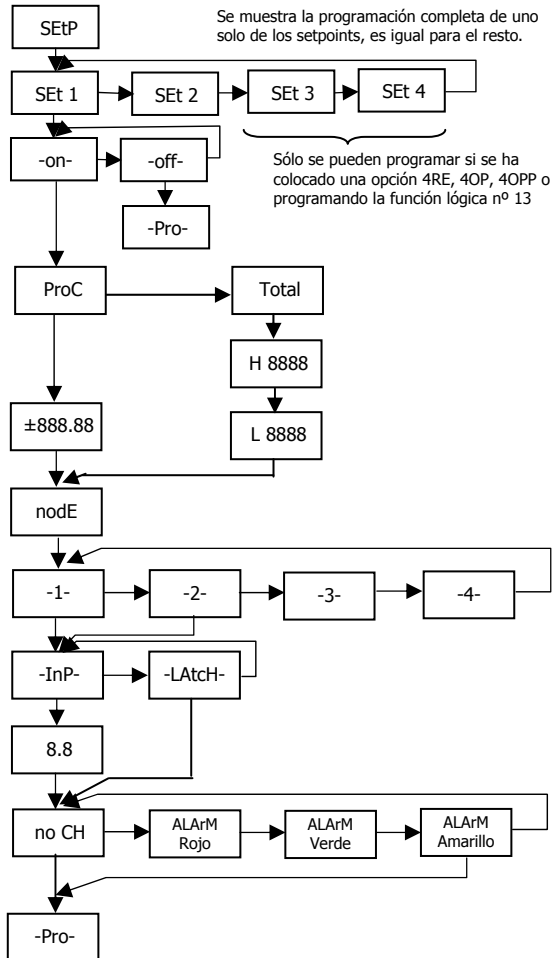 SEtP
Se muestra la programación completa de uno
solo de los setpoints, es igual para el resto.
SEt 1
SEt 2
SEt 3
SEt 4
-on-
-off-
Sólo se pueden programar si se ha
colocado una opción 4RE, 4OP, 4OPP o
programando la función lógica nº 13
-Pro-
ProC
Total
H 8888
±888.88
L 8888
nodE
-1-
-2-
-3-
-4-
-InP-
-LAtcH-
8.8
no CH
ALArM
Rojo
ALArM
Verde
ALArM
Amarillo
-Pro-